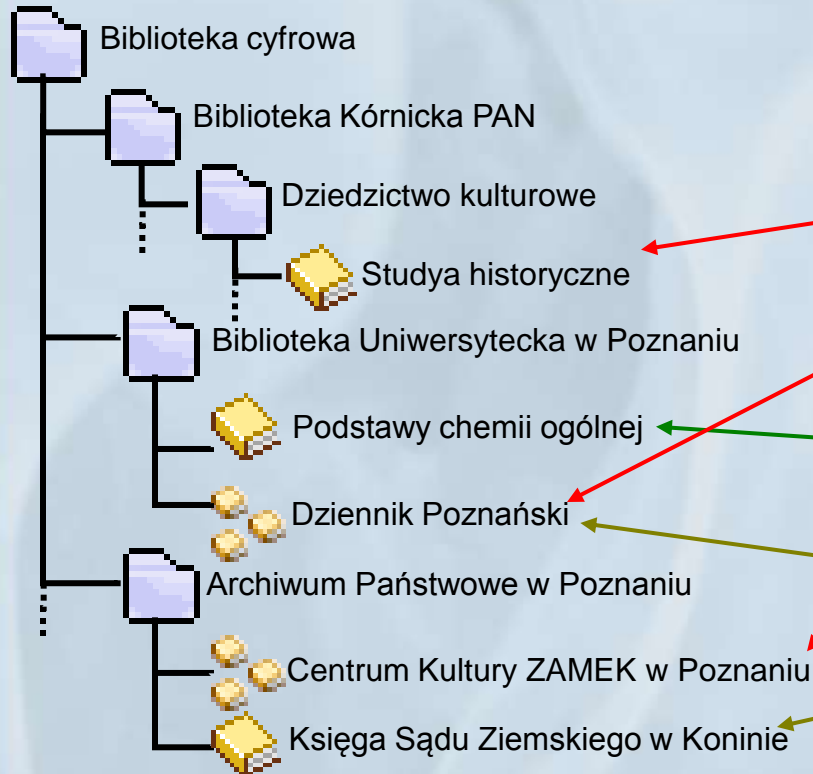 Biblioteka cyfrowa
Biblioteka Kórnicka PAN
Dziedzictwo kulturowe
Studya historyczne
Biblioteka Uniwersytecka w Poznaniu
Podstawy chemii ogólnej
Dziennik Poznański
Archiwum Państwowe w Poznaniu
Centrum Kultury ZAMEK w Poznaniu
Księga Sądu Ziemskiego w Koninie